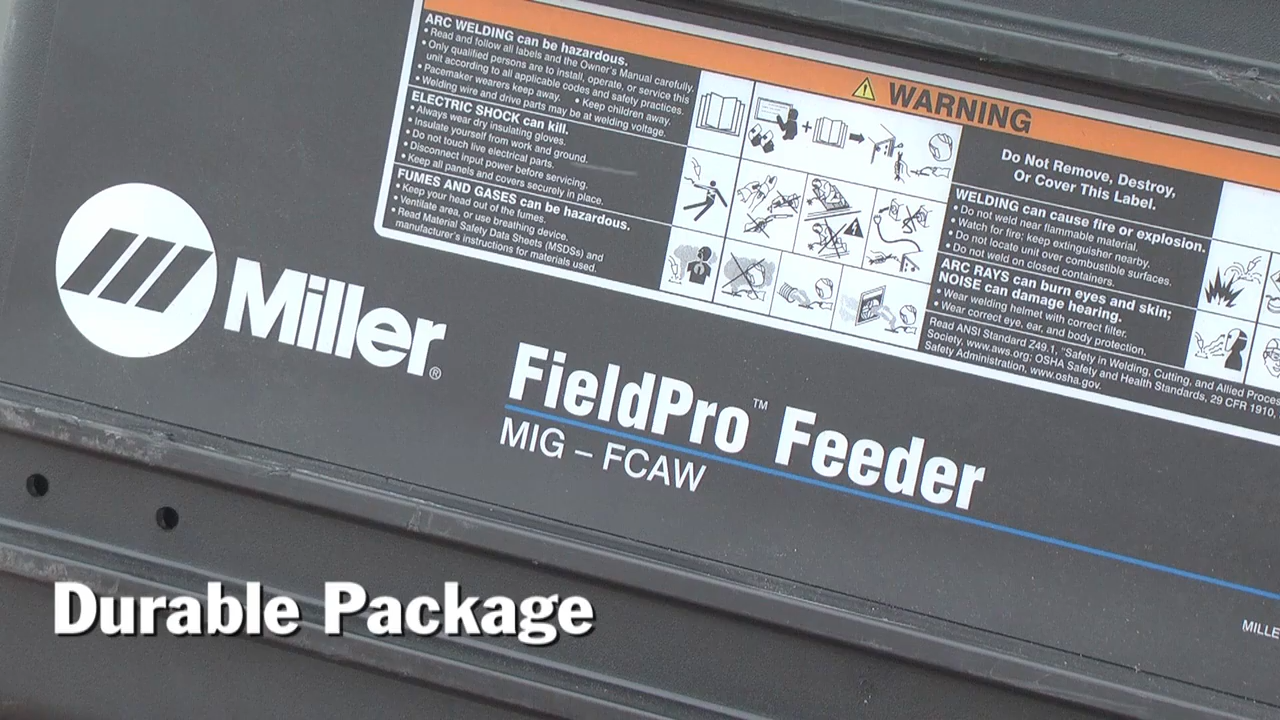 ARC WELDING can be hazardous.
• Read and follow all labels and the Owner's Manual carefully.
• Only qualified persons are to install, operate, or service this
unit according to all applicable codes and safety practices.
• Pacemaker wearers keep away. • Keep children away.
• Welding wire and drive parts may be at welding voltage.
ELECTRIC SHOCK can kill.
• Always wear dry insulating gloves.
• Insulate yourself from work and ground.
• Do not touch live electrical parts.
• Disconnect input power before servicing.
• Keep all panels and covers securely in place.
FUMES AND GASES can be hazardous.
• Keep your head out of the fumes.
• Ventilate area, or use breathing device.
• Read Material Safety Data Sheets (MSDSs) and
manufacturer's instructions for materials used.
WARNING
Do Not Remove, Destroy,
Or Cover This Label.
WELDING can cause fire or explosion.
• Do not weld near flammable material.
• Watch for fire; keep extinguisher nearby.
• Do not locate unit over combustible surfaces.
• Do not weld on closed containers.
ARC RAYS can burn eyes and skin;
NOISE can damage hearing.
• Wear welding helmet with correct filter.
• Wear correct eye, ear, and body protection.
Read ANSI Standard Z49.1, "Safety in Welding, Cutting, and Allied Proces
Society, www.aws.org; OSHA Safety and Health Standards, 29 CFR 1910,
Safety Administration, www.osha.gov.
Miller®
FieldPro™ Feeder
MIG – FCAW
MILLE
Durable Package